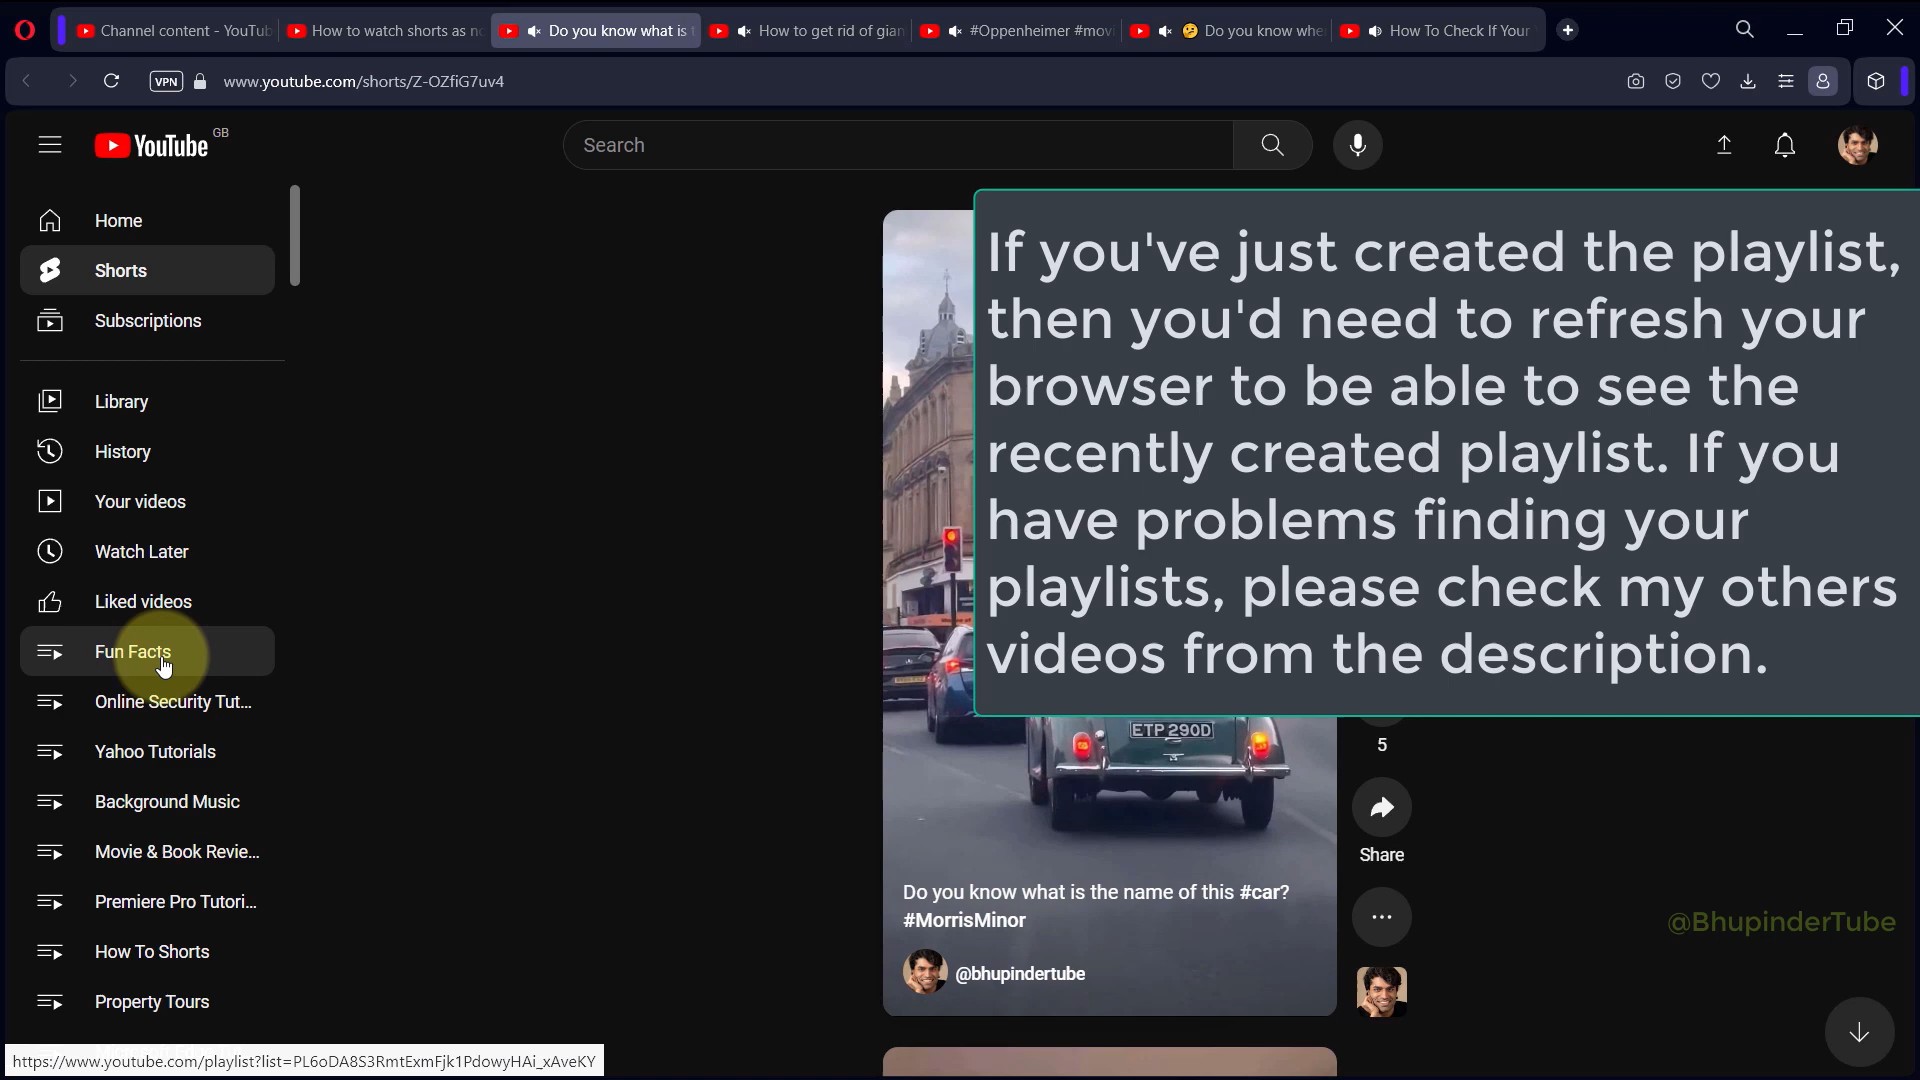 Channel content - YouTub
How to watch shorts as no
Do you know what is t
How to get rid of gian
#Oppenheimer #movi
🤔 Do you know whe
How To Check If Your
VPN
www.youtube.com/shorts/Z-OZfiG7uv4
YouTube GB
Search
Home
Shorts
Subscriptions
Library
History
Your videos
Watch Later
Liked videos
Fun Facts
Online Security Tut...
Yahoo Tutorials
Background Music
Movie & Book Revie...
Premiere Pro Tutori...
How To Shorts
Property Tours
If you've just created the playlist,
then you'd need to refresh your
browser to be able to see the
recently created playlist. If you
have problems finding your
playlists, please check my others
videos from the description.
ETP 290D
5
Share
Do you know what is the name of this #car?
#MorrisMinor
@bhupindertube
@BhupinderTube
https://www.youtube.com/playlist?list=PL6oDA8S3RmtExmFjk1PdowyHAi_xAveKY